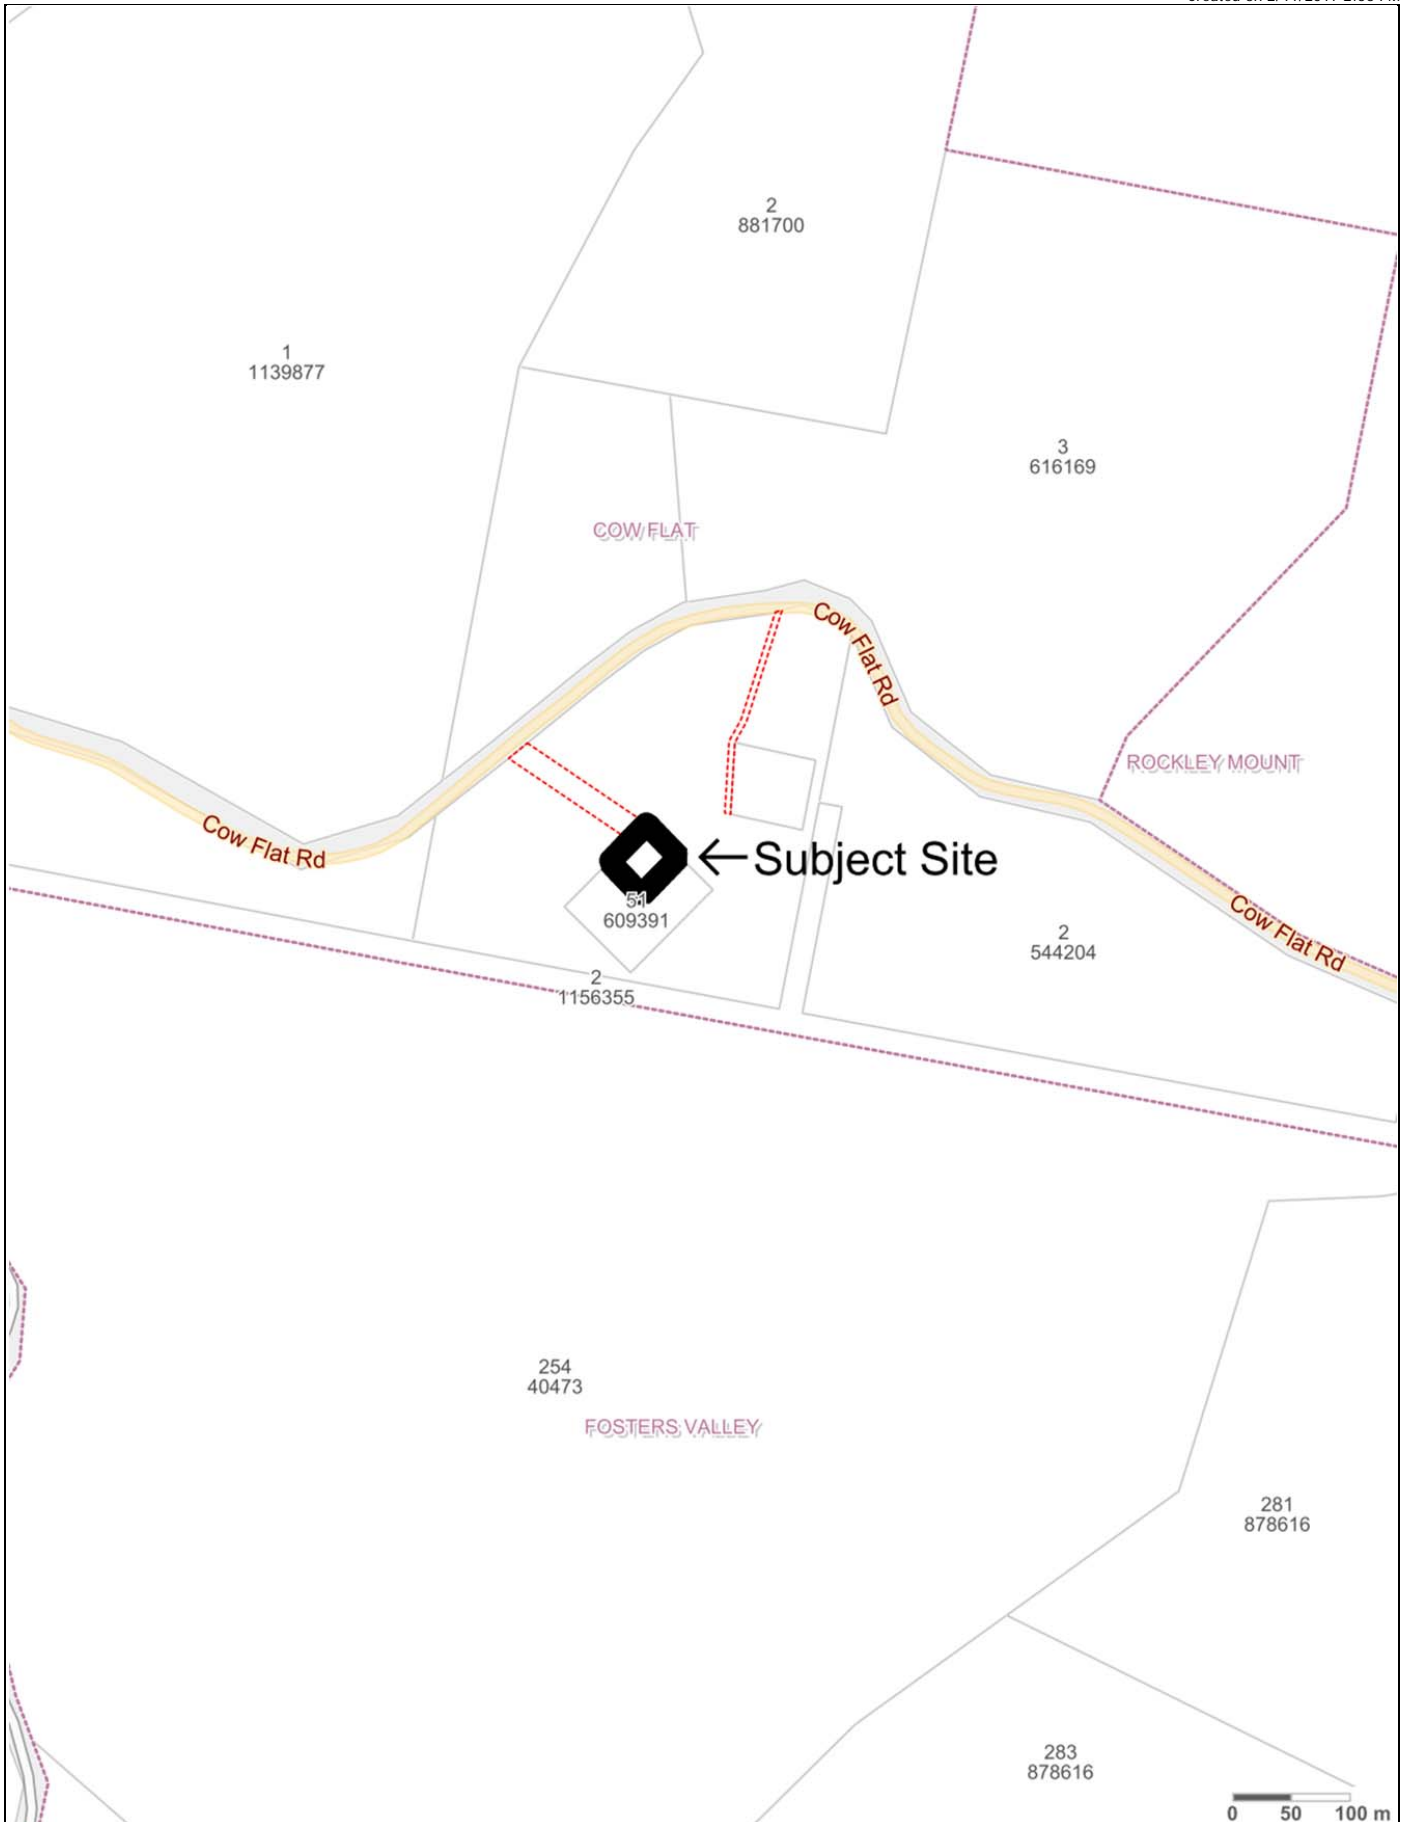 2
881700
1
1139877
3
616169
COW FLAT
Cow Flat Rd
ROCKLEY MOUNT
Cow Flat Rd
←Subject Site
51
609391
Cow Flat Rd
2
544204
2
1156355
254
40473
FOSTERS VALLEY
281
878616
283
878616
0 50 100 m